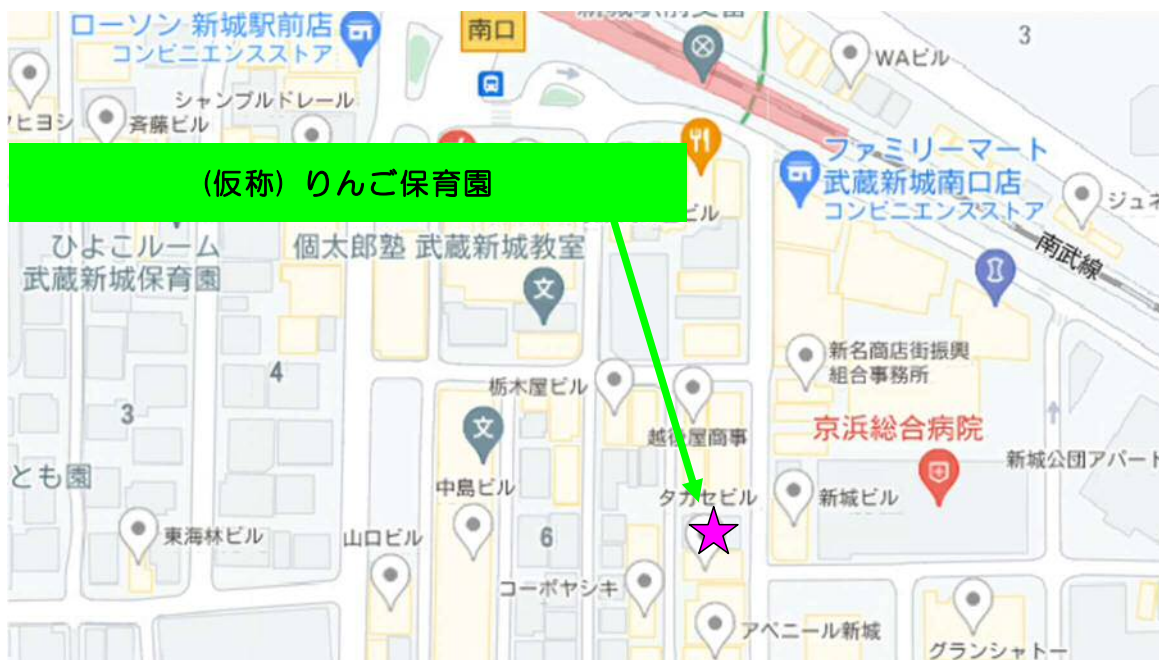 ローソン 新城駅前店
コンビニエンスストア
南口
新城駅前交番
3
WAビル
シャンブルドレール
斉藤ビル
(仮称) りんご保育園
ファミリーマート
武蔵新城南口店
コンビニエンスストア
ビル
ジュネ
南武線
ひよこルーム
武蔵新城保育園
個太郎塾 武蔵新城教室
新名商店街振興
組合事務所
4
栃木屋ビル
3
越後屋商事
京浜総合病院
新城公団アパート
とも園
中島ビル
タカセビル
新城ビル
東海林ビル
山口ビル
6
コーポヤシキ
アベニール新城
グランシャトー